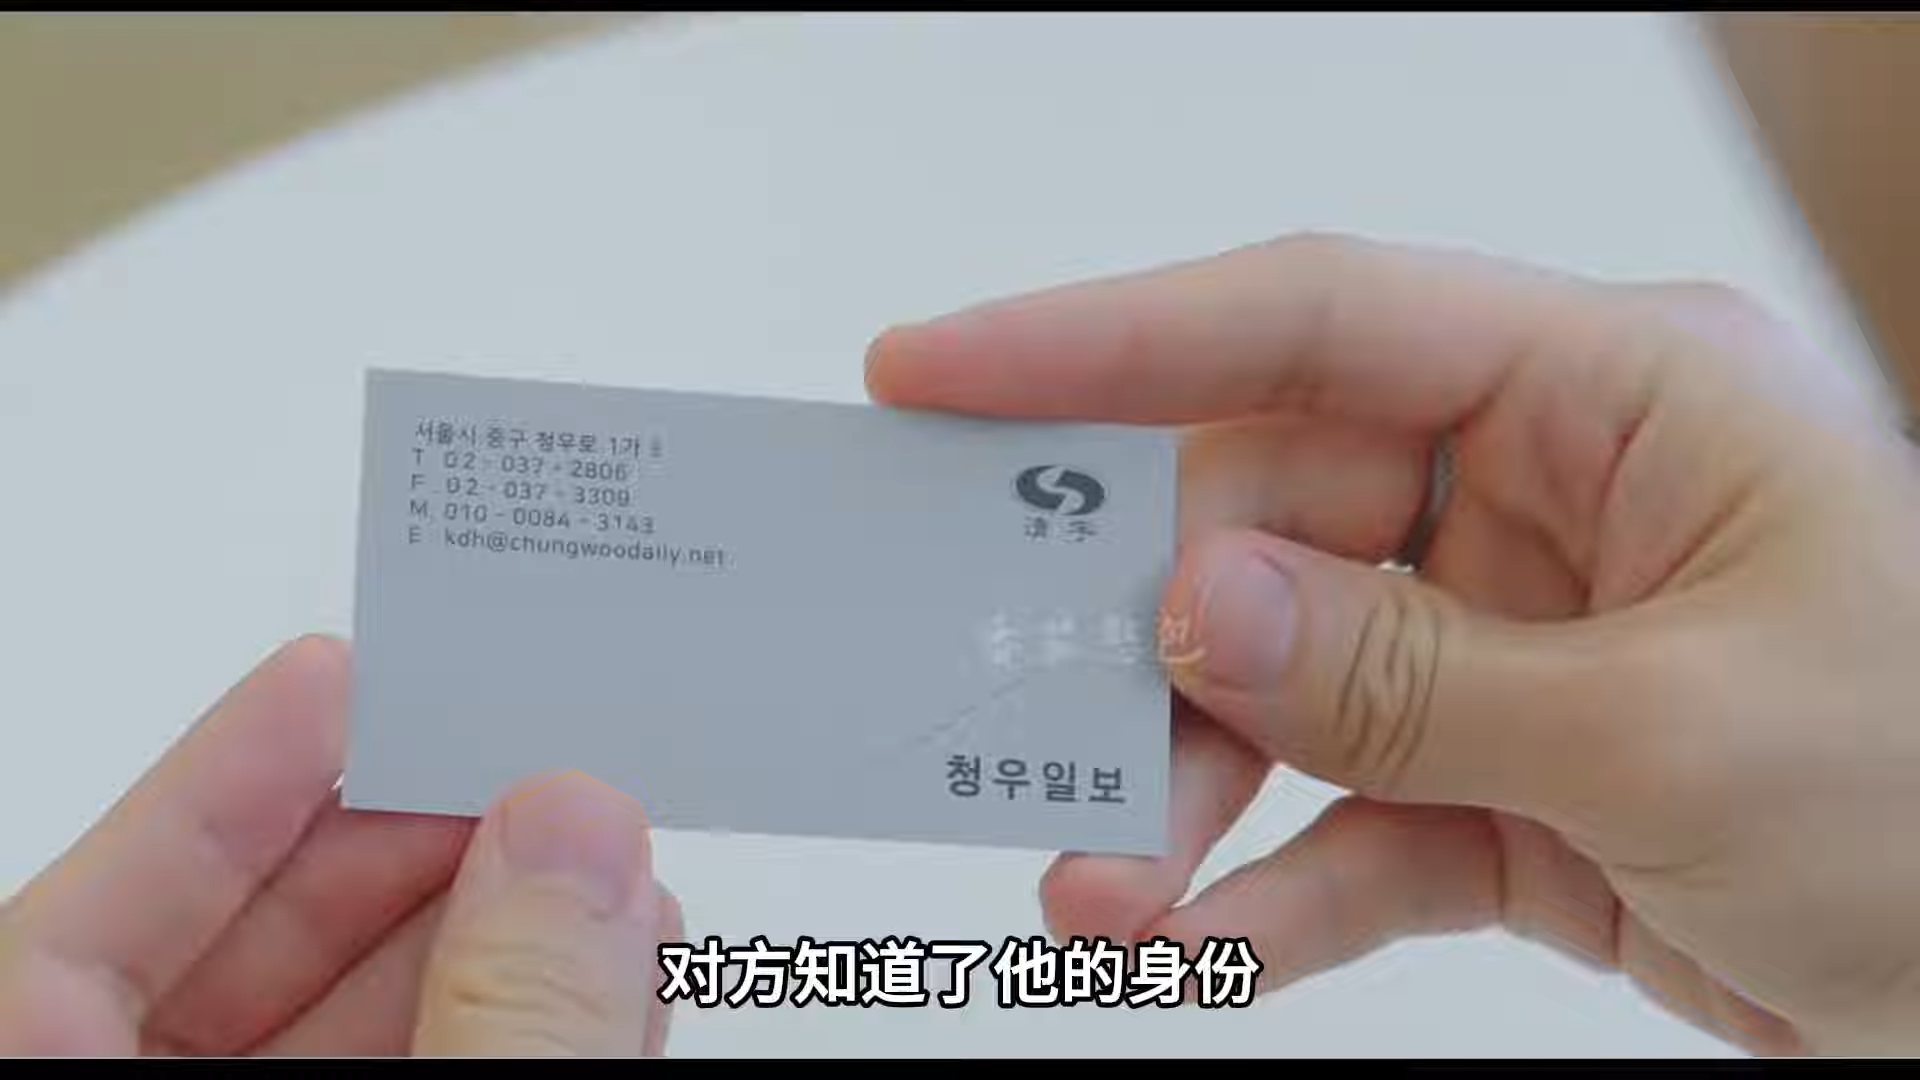 서울시 중구 청우로 1가
T 02-037-2806
F 02-037-3309
M 010-0084-3143
E kdh@chungwoodaily.net
청우일보
对方知道了他的身份